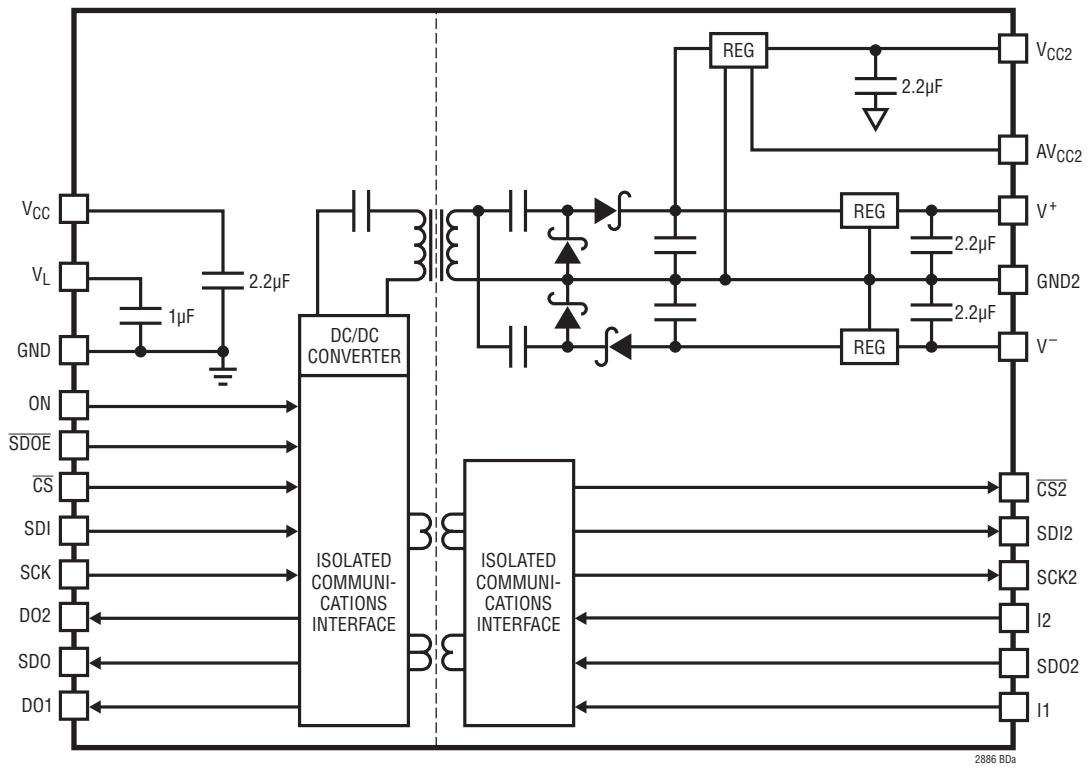 REG
VCC2
2.2µF
AVCC2
VCC
REG
V+
2.2µF
VL
2.2µF
GND2
1µF
2.2µF
GND
DC/DC
CONVERTER
REG
V−
ON
SDOE
CS
CS2
SDI
SDI2
SCK
SCK2
ISOLATED
COMMUNI-
CATIONS
INTERFACE
ISOLATED
COMMUNI-
CATIONS
INTERFACE
DO2
I2
SDO
SDO2
DO1
I1
2886 BDa